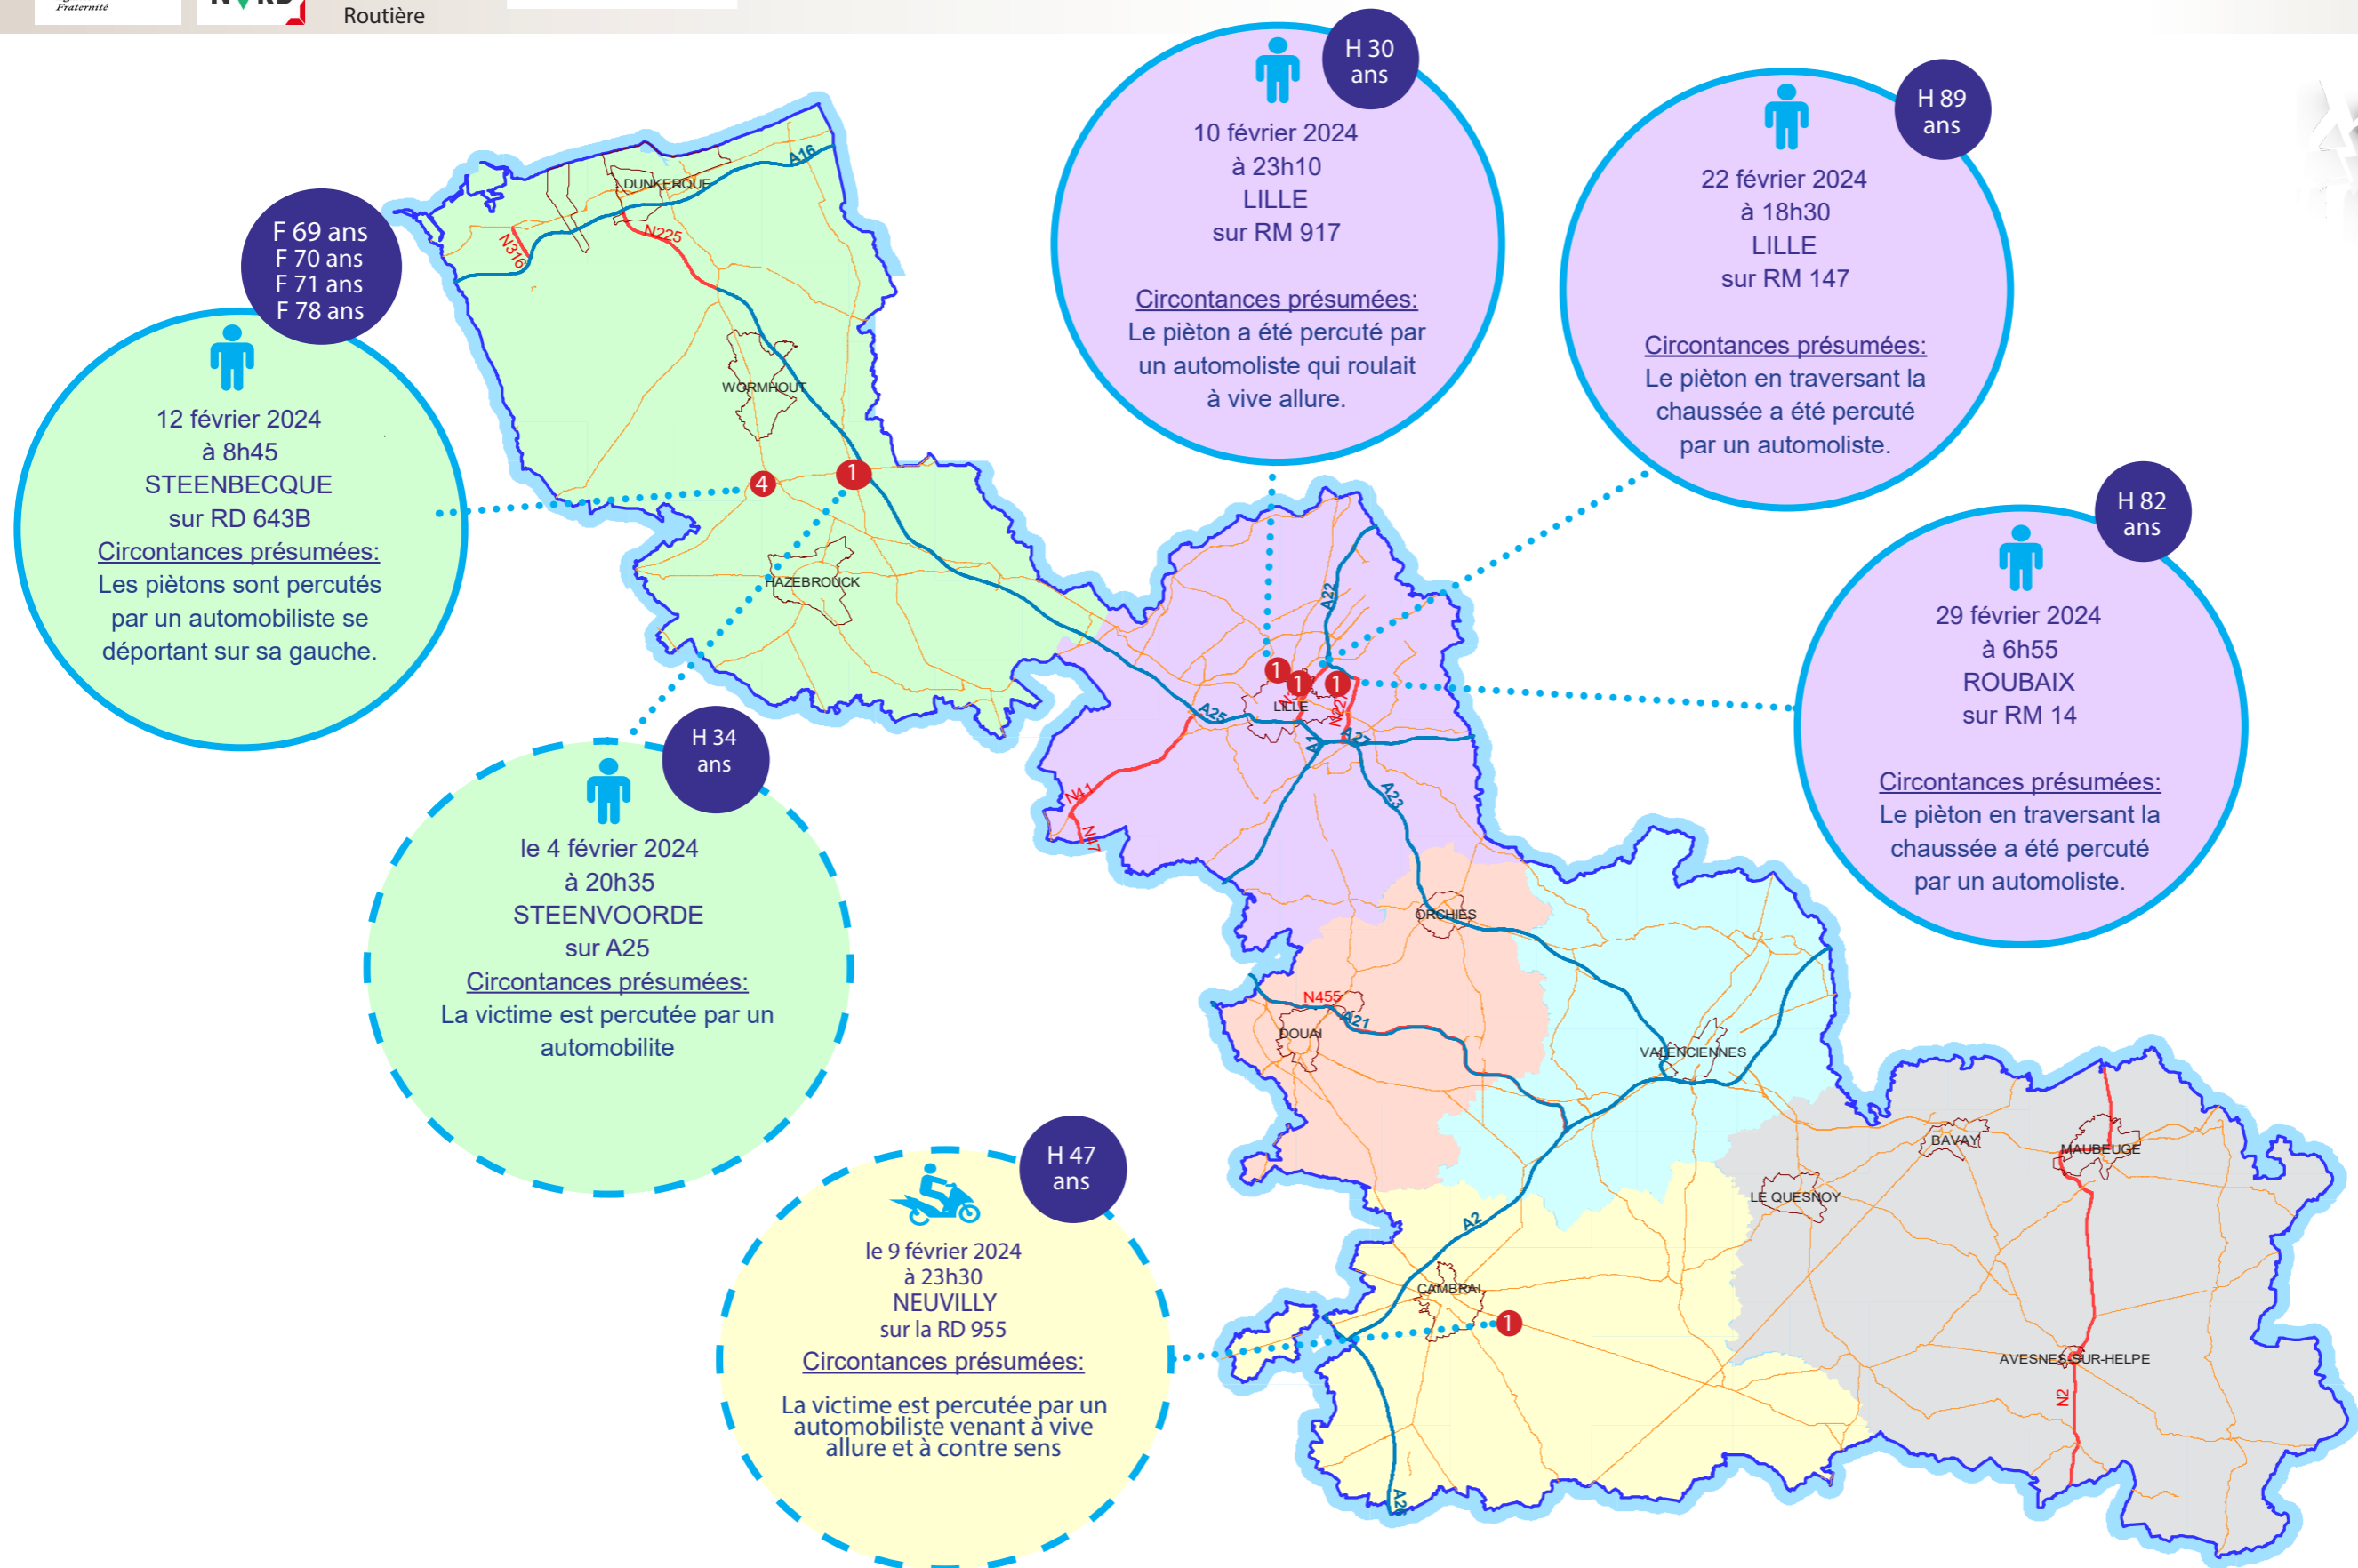 Fraternité
Routière
H 30
ans
10 février 2024
à 23h10
LILLE
sur RM 917
Circontances présumées:
Le pièton a été percuté par
un automoliste qui roulait
à vive allure.
H 89
ans
22 février 2024
à 18h30
LILLE
sur RM 147
Circontances présumées:
Le pièton en traversant la
chaussée a été percuté
par un automoliste.
F 69 ans
F 70 ans
F 71 ans
F 78 ans
12 février 2024
à 8h45
STEENBECQUE
sur RD 643B
Circontances présumées:
Les piètons sont percutés
par un automobiliste se
déportant sur sa gauche.
H 82
ans
29 février 2024
à 6h55
ROUBAIX
sur RM 14
Circontances présumées:
Le pièton en traversant la
chaussée a été percuté
par un automoliste.
H 34
ans
le 4 février 2024
à 20h35
STEENVOORDE
sur A25
Circontances présumées:
La victime est percutée par un
automobilite
H 47
ans
le 9 février 2024
à 23h30
NEUVILLY
sur la RD 955
Circontances présumées:
La victime est percutée par un
automobiliste venant à vive
allure et à contre sens
A16
DUNKERQUE
N316
N225
WORMHOUT
4
1
HAZEBROUCK
A22
1
1
1
LILLE
A25
A1
A27
N41
N47
A23
ORCHIES
N455
A21
DOUAI
VALENCIENNES
BAVAY
MAUBEUGE
LE QUESNOY
A2
CAMBRAI
1
AVESNES-SUR-HELPE
N2
A26